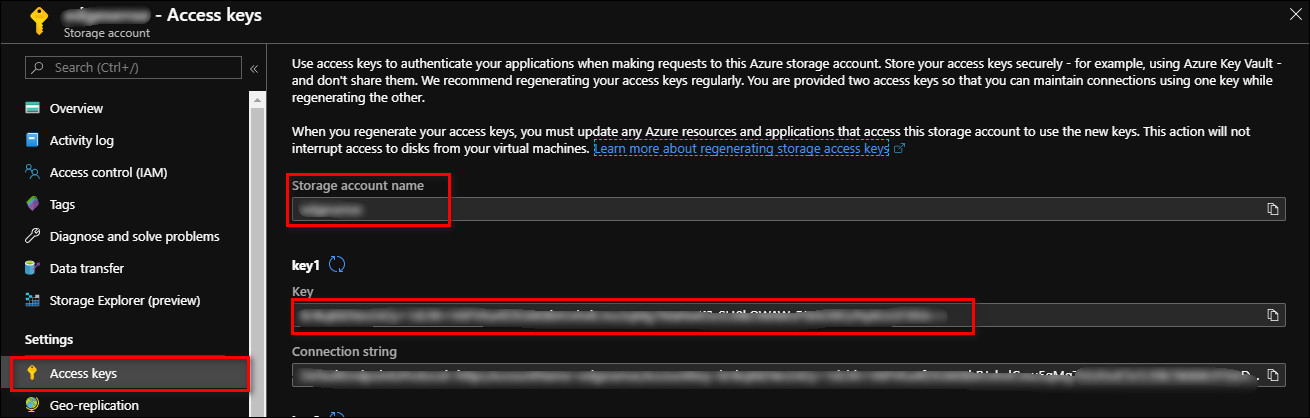 - Access keys
Storage account
Search (Ctrl+/)
«
Overview
Activity log
Access control (IAM)
Tags
Diagnose and solve problems
Data transfer
Storage Explorer (preview)
Settings
Access keys
Geo-replication
Use access keys to authenticate your applications when making requests to this Azure storage account. Store your access keys securely - for example, using Azure Key Vault -
and don't share them. We recommend regenerating your access keys regularly. You are provided two access keys so that you can maintain connections using one key while
regenerating the other.
When you regenerate your access keys, you must update any Azure resources and applications that access this storage account to use the new keys. This action will not
interrupt access to disks from your virtual machines. Learn more about regenerating storage access keys
Storage account name
key1
Key
Connection string